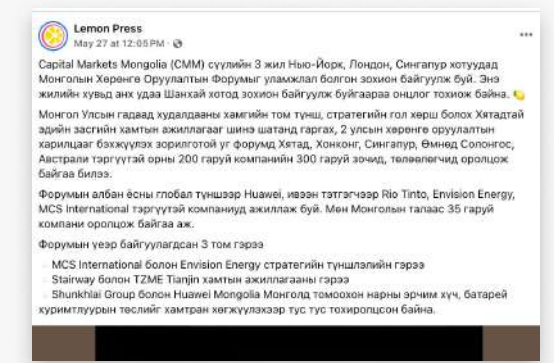 Lemon Press
May 27 at 12:05 PM ·
Capital Markets Mongolia (CMM) сүүлийн 3 жил Нью-Йорк, Лондон, Сингапур хотуудад
Монголын Хөрөнгө Оруулалтын Форумыг уламжлал болгон зохион байгуулж буй. Энэ
жилийн хувьд анх удаа Шанхай хотод зохион байгуулж буйгаараа онцлог тохиож байна. 🍋
Монгол Улсын гадаад худалдааны хамгийн том түнш, стратегийн гол хөрш болох Хятадтай
эдийн засгийн хамтын ажиллагааг шинэ шатанд гаргах, 2 улсын хөрөнгө оруулалтын
харилцааг бэхжүүлэх зорилготой уг форумд Хятад, Хонконг, Сингапур, Өмнөд Солонгос,
Австрали тэргүүтэй орны 200 гаруй компанийн 300 гаруй зочид, төлөөлөгчид оролцож
байгаа билээ.
Форумын албан ёсны глобал түншээр Huawei, ивээн тэтгэгчээр Rio Tinto, Envision Energy,
MCS International тэргүүтэй компаниуд ажиллаж буй. Мөн Монголын талаас 35 гаруй
компани оролцож байгаа аж.
Форумын үеэр байгуулагдсан 3 том гэрээ
MCS International болон Envision Energy стратегийн түншлэлийн гэрээ
Stairway болон TZME Tianjin хамтын ажиллагааны гэрээ
Shunkhlai Group болон Huawei Mongolia Монголд томоохон нарны эрчим хүч, батарей
хуримтлуурын төслийг хамтран хөгжүүлэхээр тус тус тохиролцсон байна.